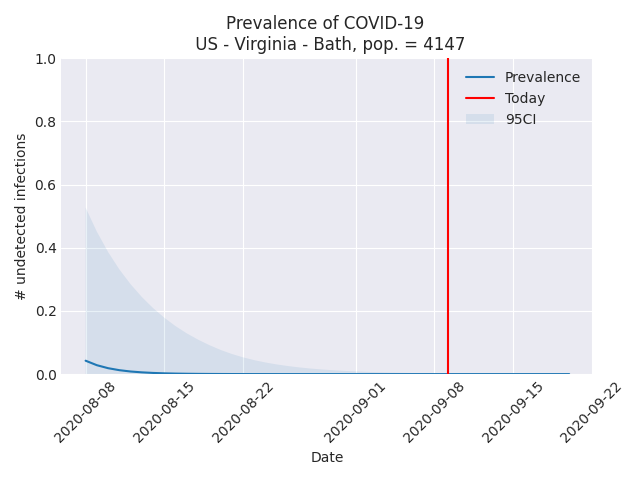 Prevalence of COVID-19
US - Virginia - Bath, pop. = 4147
1.0
0.8
0.6
0.4
0.2
0.0
# undetected infections
Prevalence
Today
95CI
2020-08-08
2020-08-15
2020-08-22
2020-09-01
2020-09-08
2020-09-15
2020-09-22
Date